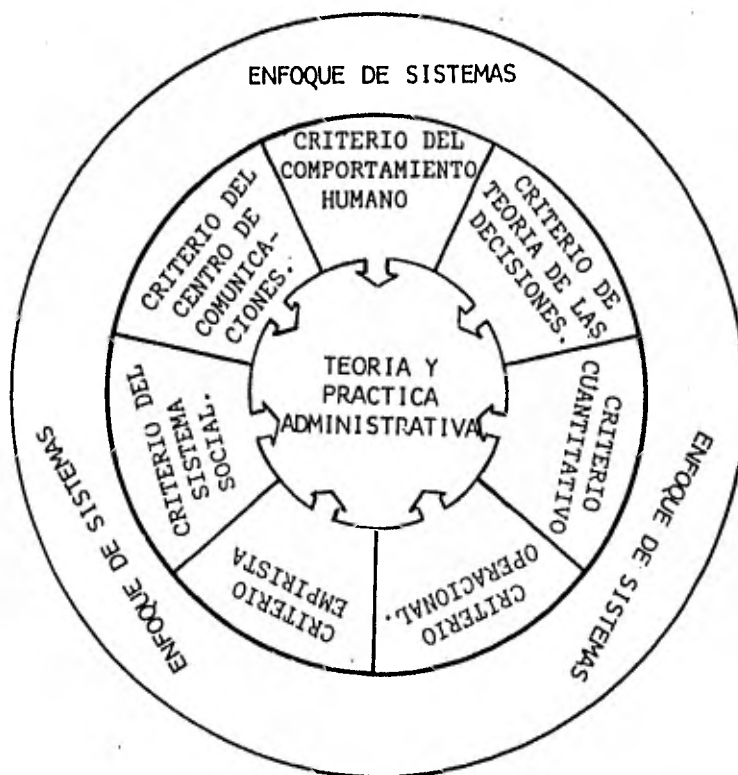 ENFOQUE DE SISTEMAS
CRITERIO DEL
COMPORTAMIENTO
HUMANO
CRITERIO DE
TEORIA DE LAS
DECISIONES.
CRITERIO
CUANTITATIVO
CRITERIO
OPERACIONAL.
CRITERIO
EMPIRISTA
CRITERIO DEL
SISTEMA
SOCIAL.
CRITERIO DEL
CENTRO DE
COMUNICA-
CIONES.
TEORIA Y
PRACTICA
ADMINISTRATIVA
ENFOQUE DE SISTEMAS
ENFOQUE DE SISTEMAS